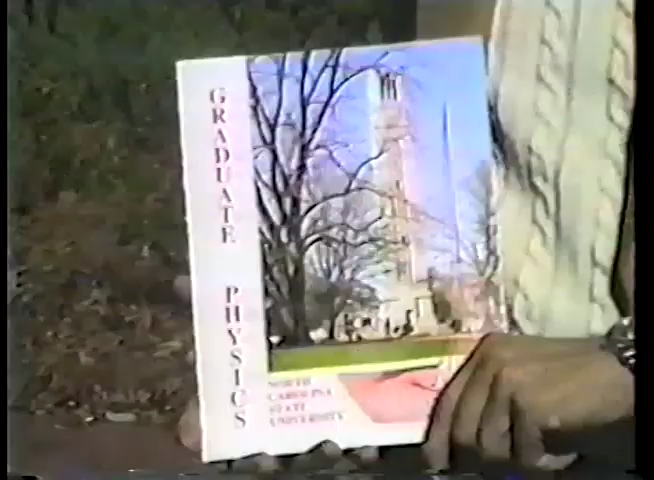 GRADUATE PHYSICS
NORTH
CAROLINA
STATE
UNIVERSITY